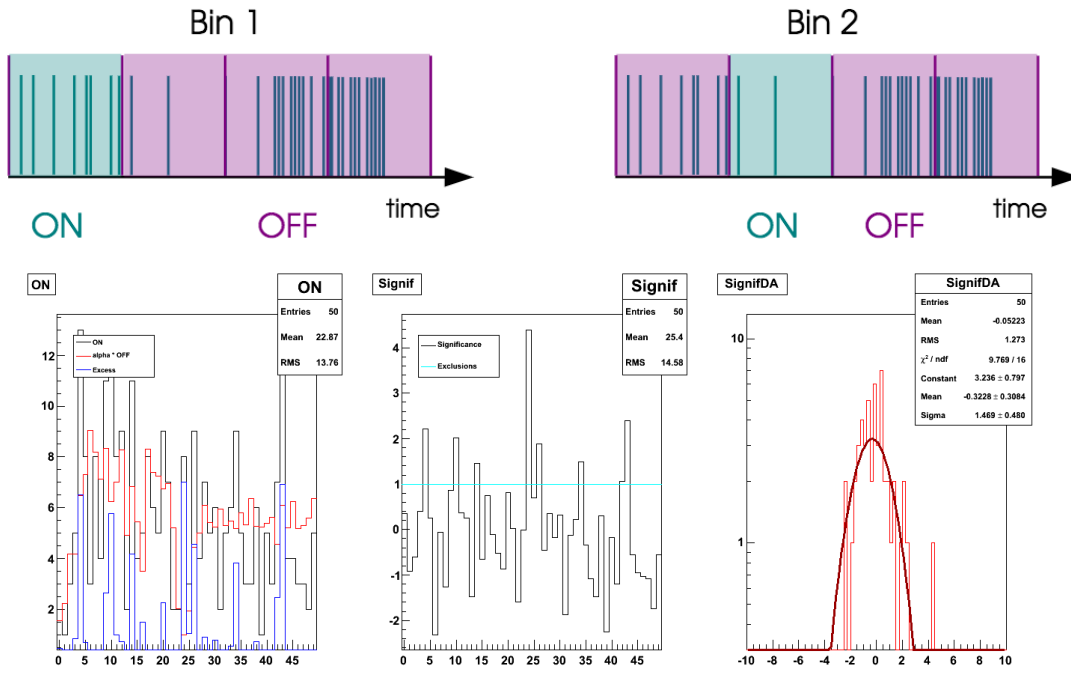 Bin 1
Bin 2
time
time
ON
OFF
ON
OFF
ON
ON
Entries 50
Mean 22.87
RMS 13.76
ON
alpha * OFF
Excess
12
10
8
6
4
2
0 5 10 15 20 25 30 35 40 45
Signif
Signif
Entries 50
Mean 25.4
RMS 14.58
Significance
Exclusions
4
3
2
1
0
-1
-2
0 5 10 15 20 25 30 35 40 45
SignifDA
SignifDA
Entries 50
Mean -0.05223
RMS 1.273
χ² / ndf 9.769 / 16
Constant 3.236 ± 0.797
Mean -0.3228 ± 0.3084
Sigma 1.469 ± 0.480
10
1
-10 -8 -6 -4 -2 0 2 4 6 8 10